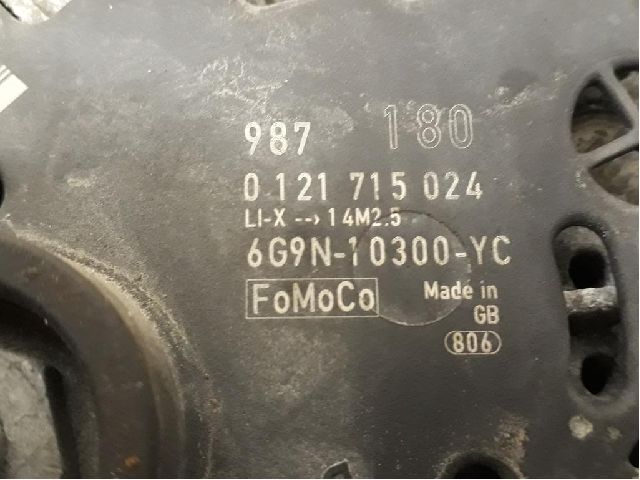 987 180
0 121 715 024
LI-X --> 14M2.5
6G9N-10300-YC
FoMoCo Made in
GB
806